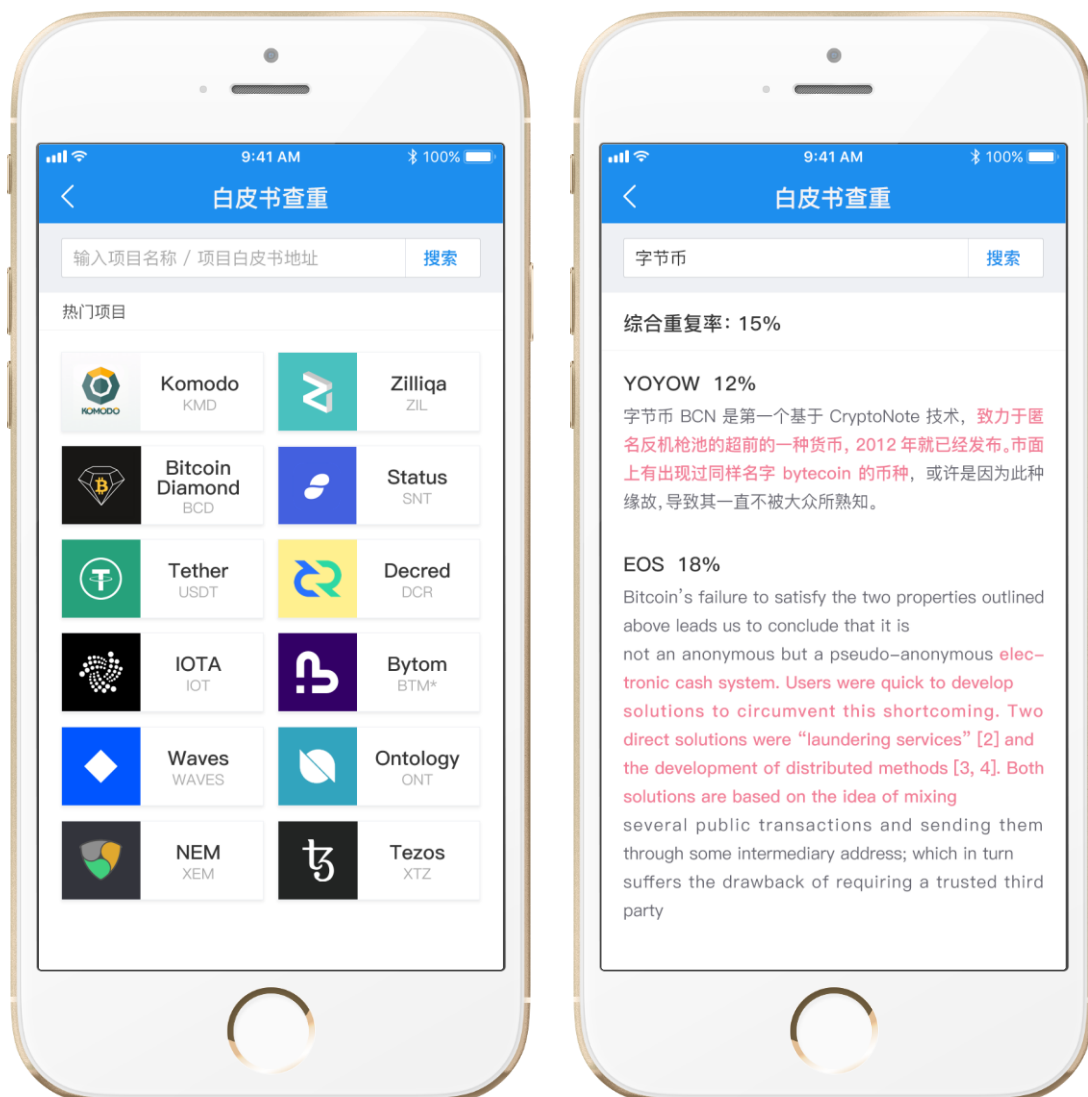 9:41 AM
100%
白皮书查重
输入项目名称 / 项目白皮书地址
搜索
热门项目
KOMODO
Komodo
KMD
Zilliqa
ZIL
Bitcoin
Diamond
BCD
Status
SNT
Tether
USDT
Decred
DCR
IOTA
IOT
Bytom
BTM*
Waves
WAVES
Ontology
ONT
NEM
XEM
Tezos
XTZ
9:41 AM
100%
白皮书查重
字节币
搜索
综合重复率: 15%
YOYOW 12%
字节币 BCN 是第一个基于 CryptoNote 技术，致力于匿
名反机枪池的超前的一种货币，2012 年就已经发布。市面
上有出现过同样名字 bytecoin 的币种，或许是因为此种
缘故，导致其一直不被大众所熟知。
EOS 18%
Bitcoin's failure to satisfy the two properties outlined
above leads us to conclude that it is
not an anonymous but a pseudo-anonymous elec-
tronic cash system. Users were quick to develop
solutions to circumvent this shortcoming. Two
direct solutions were “laundering services” [2] and
the development of distributed methods [3, 4]. Both
solutions are based on the idea of mixing
several public transactions and sending them
through some intermediary address; which in turn
suffers the drawback of requiring a trusted third
party